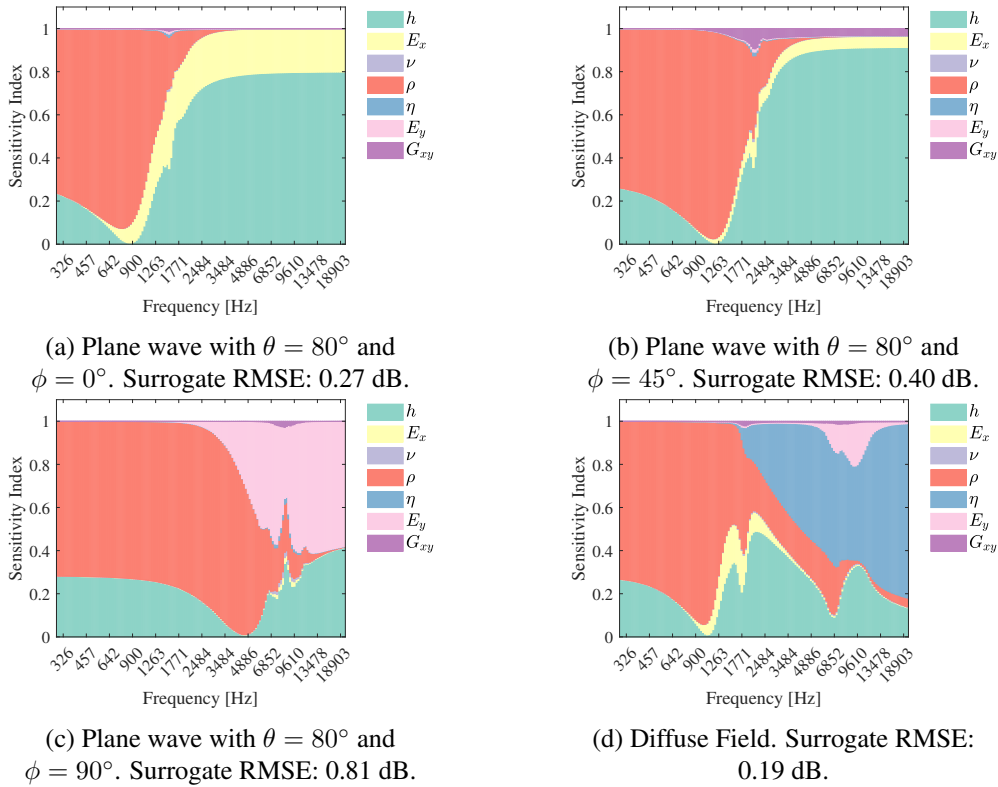 1
0.8
0.6
0.4
0.2
0
Sensitivity Index
326 457 642 900 1263 1771 2484 3484 4886 6852 9610 13478 18903
Frequency [Hz]
h
E_x
ν
ρ
η
E_y
G_xy
(a) Plane wave with θ = 80° and
ϕ = 0°. Surrogate RMSE: 0.27 dB.
1
0.8
0.6
0.4
0.2
0
Sensitivity Index
326 457 642 900 1263 1771 2484 3484 4886 6852 9610 13478 18903
Frequency [Hz]
h
E_x
ν
ρ
η
E_y
G_xy
(b) Plane wave with θ = 80° and
ϕ = 45°. Surrogate RMSE: 0.40 dB.
1
0.8
0.6
0.4
0.2
0
Sensitivity Index
326 457 642 900 1263 1771 2484 3484 4886 6852 9610 13478 18903
Frequency [Hz]
h
E_x
ν
ρ
η
E_y
G_xy
(c) Plane wave with θ = 80° and
ϕ = 90°. Surrogate RMSE: 0.81 dB.
1
0.8
0.6
0.4
0.2
0
Sensitivity Index
326 457 642 900 1263 1771 2484 3484 4886 6852 9610 13478 18903
Frequency [Hz]
h
E_x
ν
ρ
η
E_y
G_xy
(d) Diffuse Field. Surrogate RMSE:
0.19 dB.